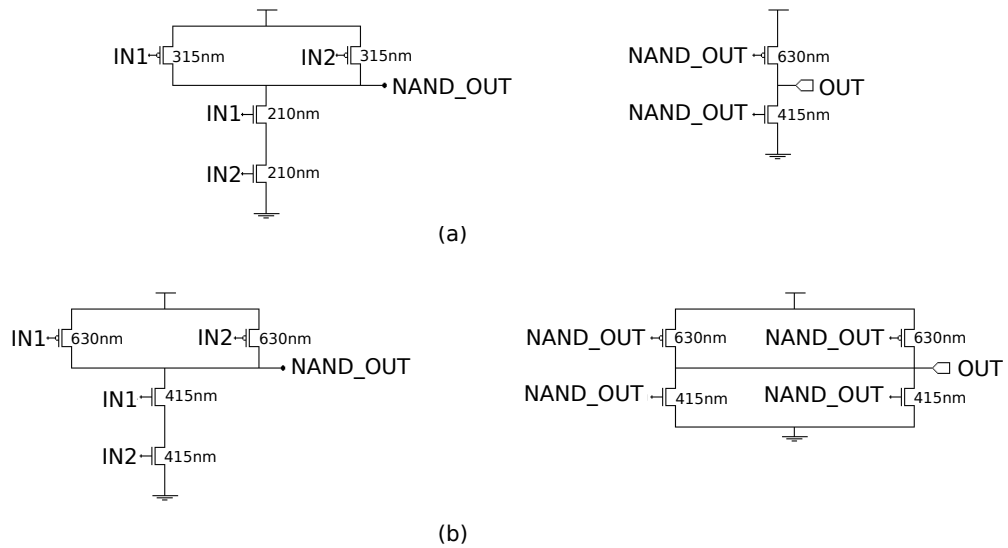 IN1 315nm IN2 315nm NAND_OUT 630nm
NAND_OUT OUT
IN1 210nm NAND_OUT 415nm
IN2 210nm
(a)
IN1 630nm IN2 630nm NAND_OUT 630nm NAND_OUT 630nm
NAND_OUT OUT
IN1 415nm NAND_OUT 415nm NAND_OUT 415nm
IN2 415nm
(b)